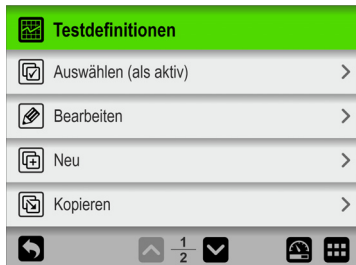 Testdefinitionen
Auswählen (als aktiv)
Bearbeiten
Neu
Kopieren
1
2